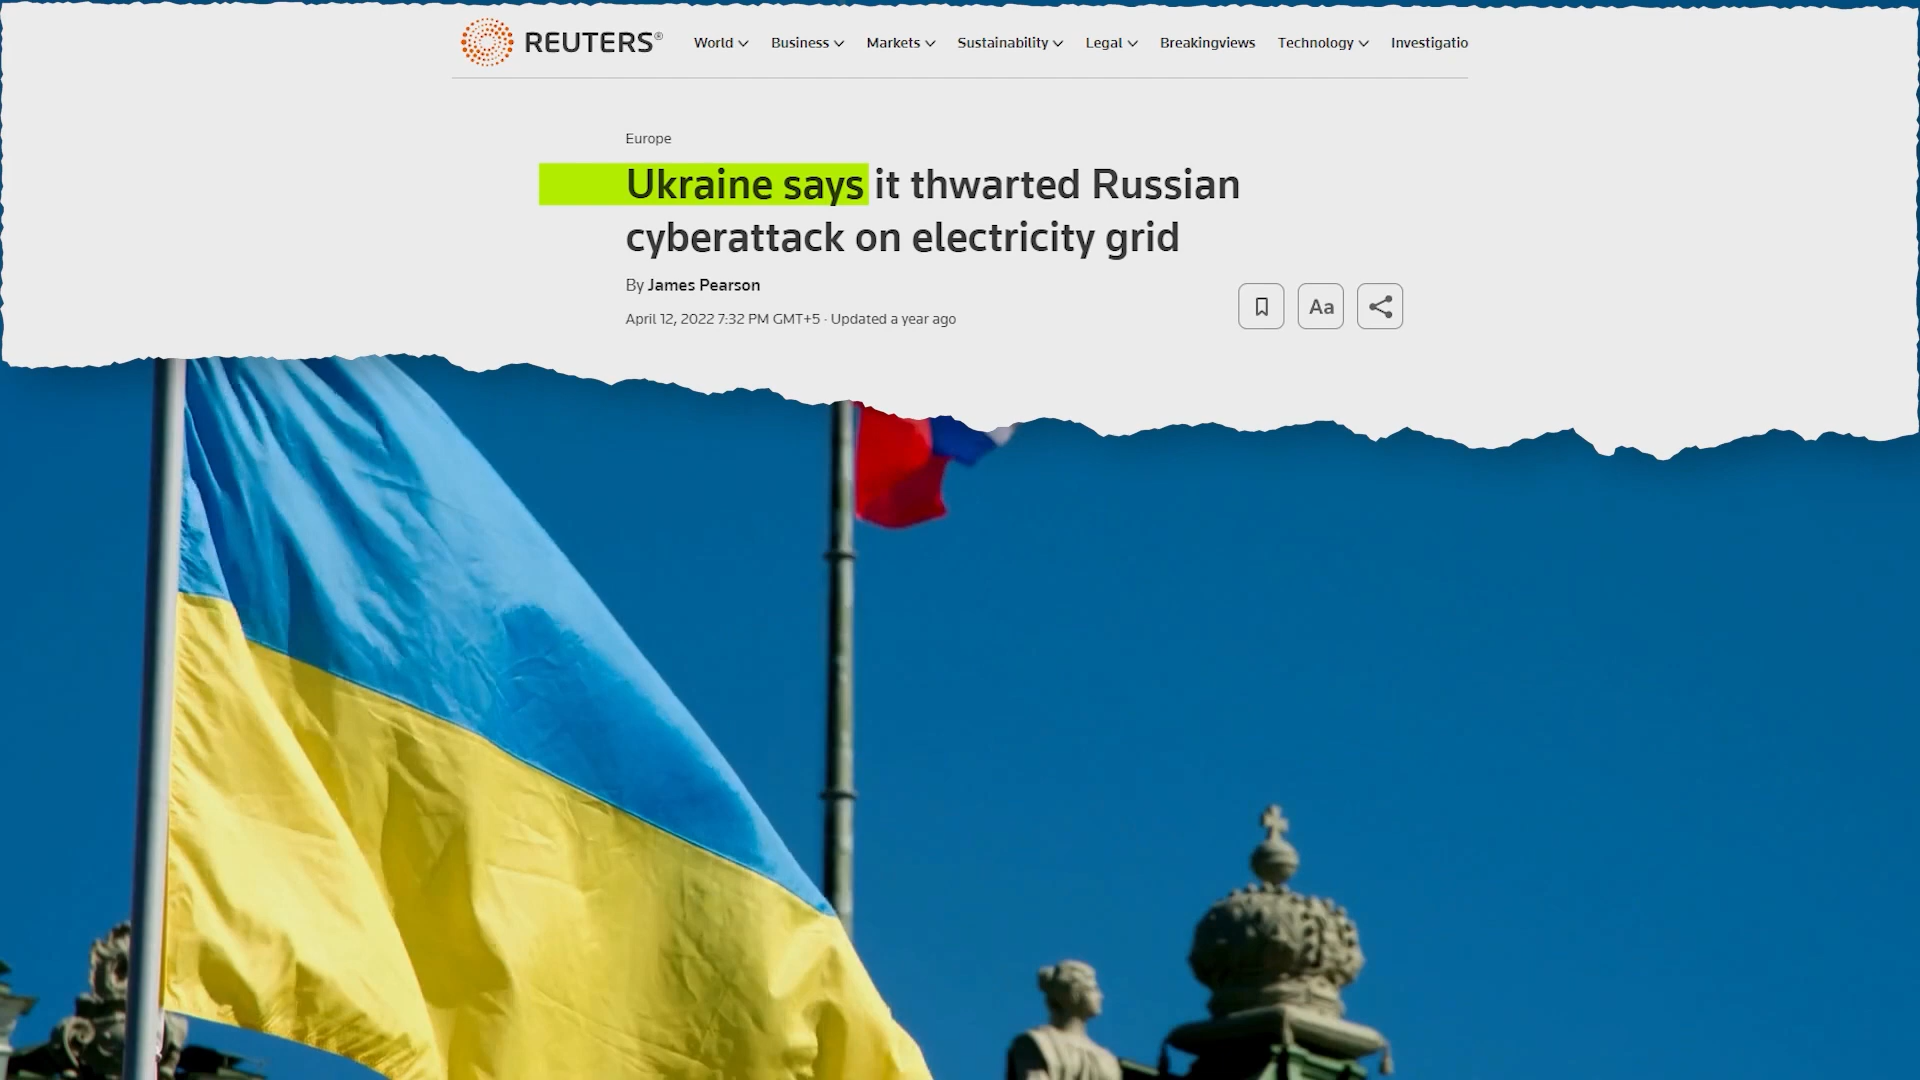 REUTERS®
World Business Markets Sustainability Legal Breakingviews Technology Investigatio
Europe
Ukraine says it thwarted Russian
cyberattack on electricity grid
By James Pearson
April 12, 2022 7:32 PM GMT+5 · Updated a year ago
Aa